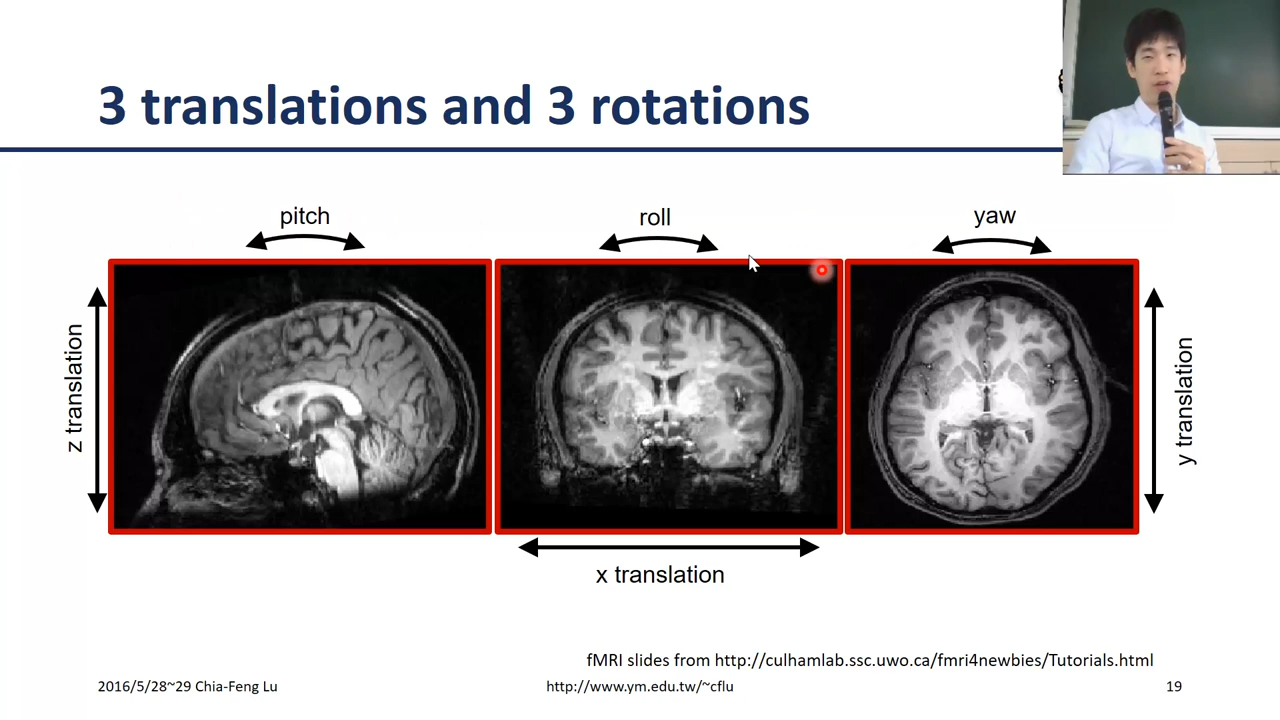 3 translations and 3 rotations
pitch
roll
yaw
z translation
y translation
x translation
fMRI slides from http://culhamlab.ssc.uwo.ca/fmri4newbies/Tutorials.html
2016/5/28~29 Chia-Feng Lu
http://www.ym.edu.tw/~cflu
19